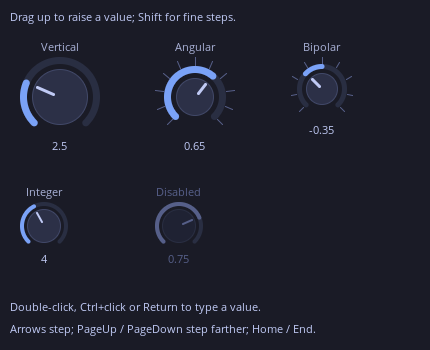 Drag up to raise a value; Shift for fine steps.
Vertical
Angular
Bipolar
2.5
0.65
-0.35
Integer
Disabled
4
0.75
Double-click, Ctrl+click or Return to type a value.
Arrows step; PageUp / PageDown step farther; Home / End.